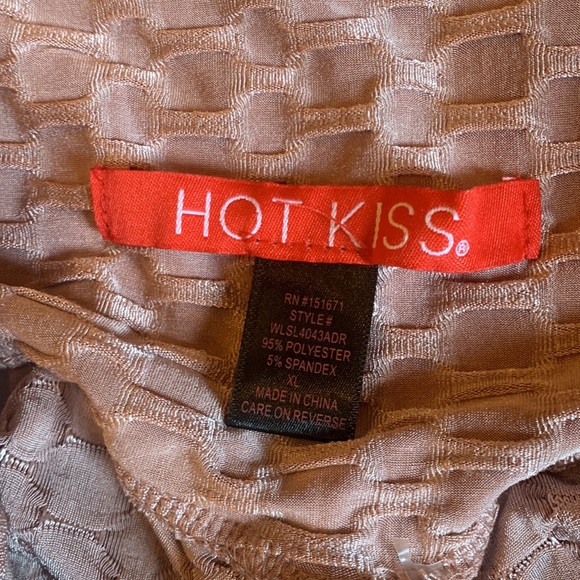 HOT KISS®
RN #151671
STYLE #
WLSL4043ADR
95% POLYESTER
5% SPANDEX
XL
MADE IN CHINA
CARE ON REVERSE